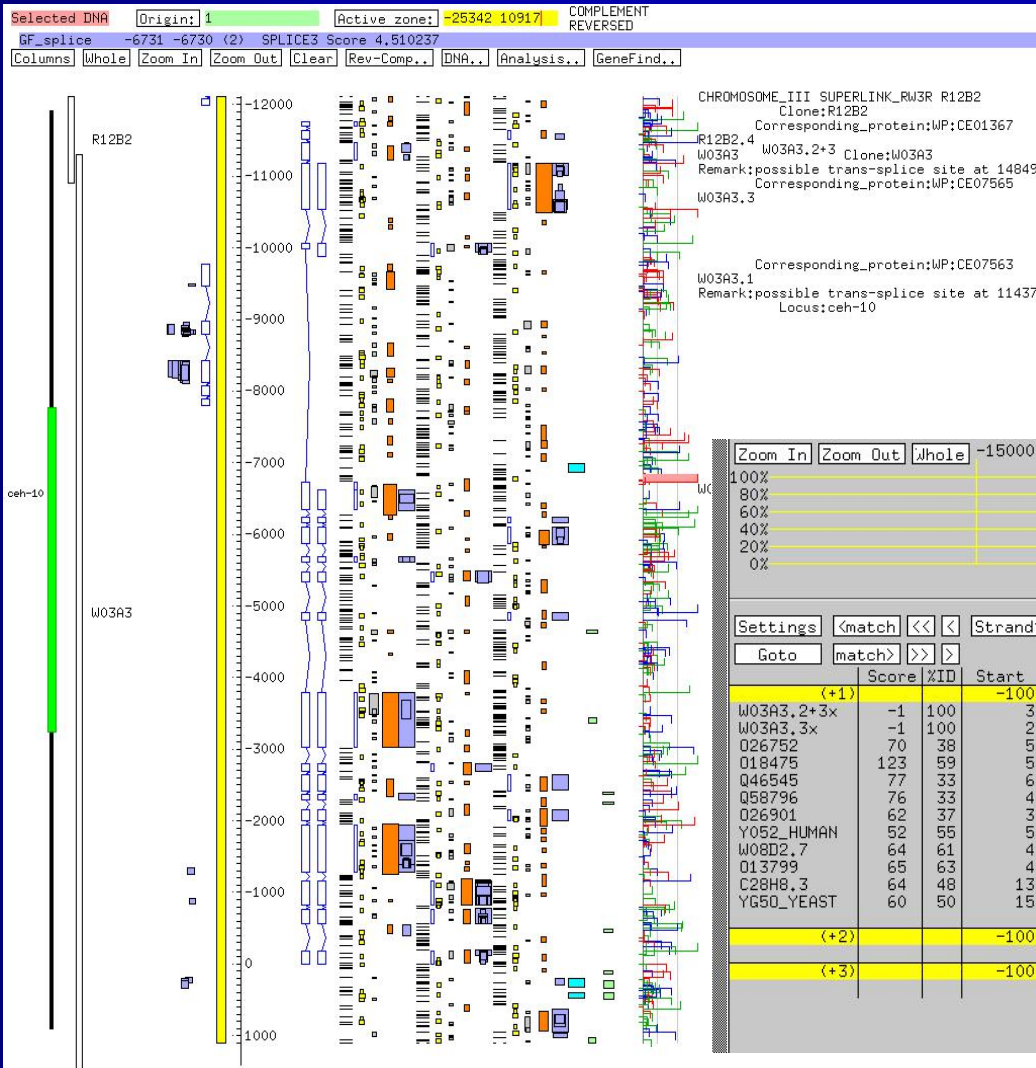 Selected DNA Origin: 1 Active zone: -25342 10917 COMPLEMENT
REVERSED
GF_splice -6731 -6730 (2) SPLICE3 Score 4.510237
Columns Whole Zoom In Zoom Out Clear Rev-Comp.. DNA.. Analysis.. GeneFind..
R12B2
ceh-10
W03A3
-12000
-11000
-10000
-9000
-8000
-7000
-6000
-5000
-4000
-3000
-2000
-1000
0
1000
CHROMOSOME_III SUPERLINK_RW3R R12B2
Clone:R12B2
Corresponding_protein:WP:CE01367
R12B2.4
W03A3 W03A3.2+3 Clone:W03A3
Remark:possible trans-splice site at 14849
Corresponding_protein:WP:CE07565
W03A3.3
Corresponding_protein:WP:CE07563
W03A3.1
Remark:possible trans-splice site at 11437
Locus:ceh-10
Zoom In Zoom Out Whole -15000
100%
80%
60%
40%
20%
0%
Settings <match << < Strand
Goto match> >> >
Score %ID Start
(+1) -100
W03A3.2+3x -1 100 3
W03A3.3x -1 100 2
O26752 70 38 5
O18475 123 59 5
Q46545 77 33 6
Q58796 76 33 4
O26901 62 37 3
Y052_HUMAN 52 55 5
W08D2.7 64 61 4
O13799 65 63 4
C28H8.3 64 48 13
YG50_YEAST 60 50 15
(+2) -100
(+3) -100